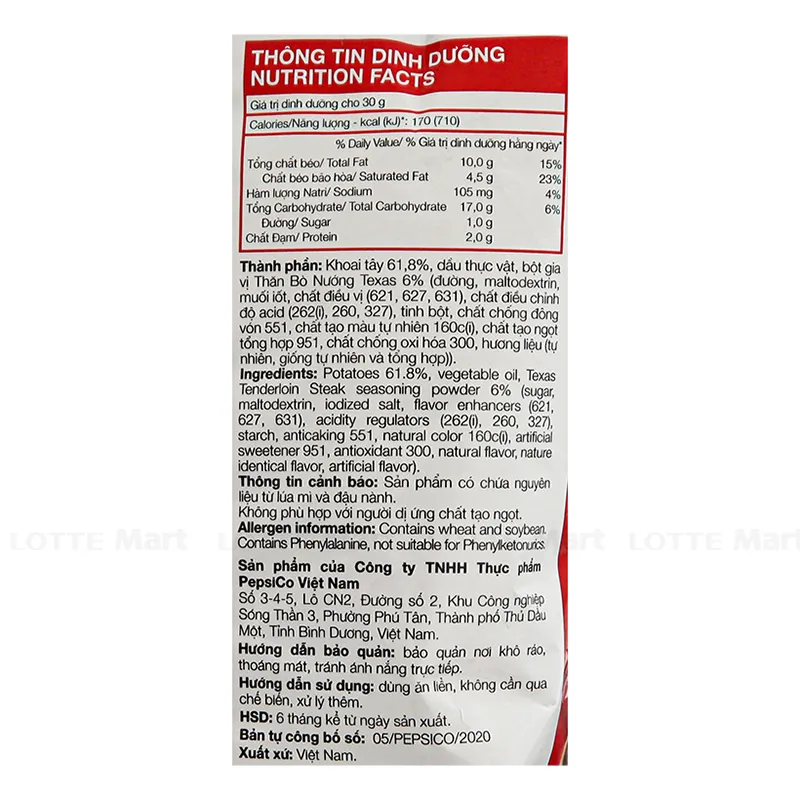 THÔNG TIN DINH DƯỠNG
NUTRITION FACTS
Giá trị dinh dưỡng cho 30 g
Calories/Năng lượng - kcal (kJ)*: 170 (710)
% Daily Value/ % Giá trị dinh dưỡng hằng ngày*
Tổng chất béo/ Total Fat 10,0 g 15%
Chất béo bão hòa/ Saturated Fat 4,5 g 23%
Hàm lượng Natri/ Sodium 105 mg 4%
Tổng Carbohydrate/ Total Carbohydrate 17,0 g 6%
Đường/ Sugar 1,0 g
Chất Đạm/ Protein 2,0 g
Thành phần: Khoai tây 61,8%, dầu thực vật, bột gia
vị Thăn Bò Nướng Texas 6% (đường, maltodextrin,
muối iốt, chất điều vị (621, 627, 631), chất điều chỉnh
độ acid (262(i), 260, 327), tinh bột, chất chống đông
vón 551, chất tạo màu tự nhiên 160c(i), chất tạo ngọt
tổng hợp 951, chất chống oxi hóa 300, hương liệu (tự
nhiên, giống tự nhiên và tổng hợp)).
Ingredients: Potatoes 61.8%, vegetable oil, Texas
Tenderloin Steak seasoning powder 6% (sugar,
maltodextrin, iodized salt, flavor enhancers (621,
627, 631), acidity regulators (262(i), 260, 327),
starch, anticaking 551, natural color 160c(i), artificial
sweetener 951, antioxidant 300, natural flavor, nature
identical flavor, artificial flavor).
Thông tin cảnh báo: Sản phẩm có chứa nguyên
liệu từ lúa mì và đậu nành.
Không phù hợp với người dị ứng chất tạo ngọt.
Allergen information: Contains wheat and soybean.
Contains Phenylalanine, not suitable for Phenylketonurics.
LOTTE Mart LOTTE Mart LOTTE Mart LOTTE Mart
Sản phẩm của Công ty TNHH Thực phẩm
PepsiCo Việt Nam
Số 3-4-5, Lô CN2, Đường số 2, Khu Công nghiệp
Sóng Thần 3, Phường Phú Tân, Thành phố Thủ Dầu
Một, Tỉnh Bình Dương, Việt Nam.
Hướng dẫn bảo quản: bảo quản nơi khô ráo,
thoáng mát, tránh ánh nắng trực tiếp.
Hướng dẫn sử dụng: dùng ăn liền, không cần qua
chế biến, xử lý thêm.
HSD: 6 tháng kể từ ngày sản xuất.
Bản tự công bố số: 05/PEPSICO/2020
Xuất xứ: Việt Nam.